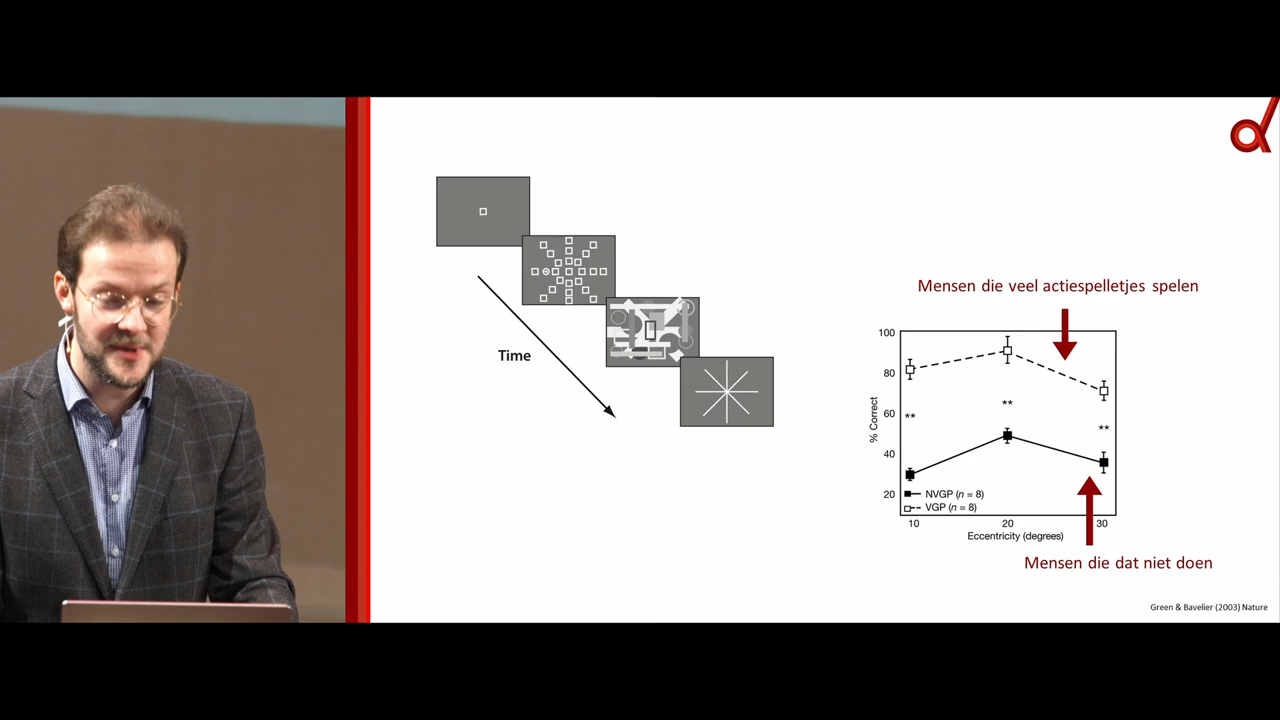 Time
Mensen die veel actiespelletjes spelen
100
80
60
40
20
% Correct
**
**
**
NVGP (n = 8)
VGP (n = 8)
10
20
30
Eccentricity (degrees)
Mensen die dat niet doen
Green & Bavelier (2003) Nature